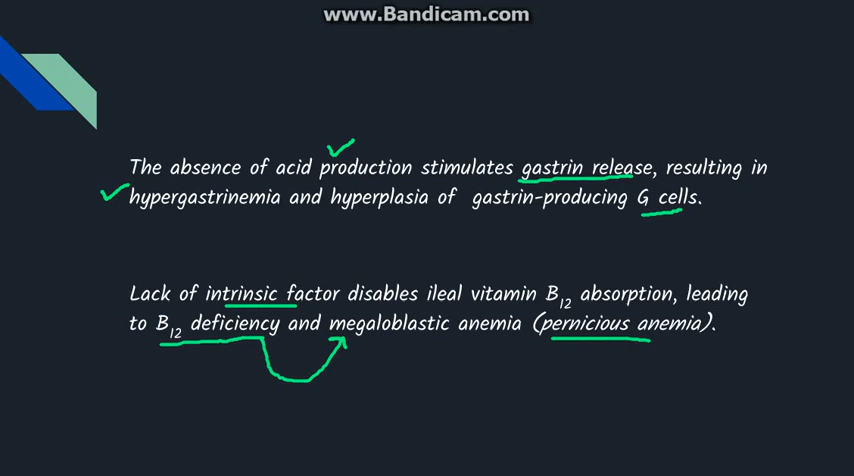 www.Bandicam.com
The absence of acid production stimulates gastrin release, resulting in
hypergastrinemia and hyperplasia of gastrin-producing G cells.
Lack of intrinsic factor disables ileal vitamin B12 absorption, leading
to B12 deficiency and megaloblastic anemia (pernicious anemia).